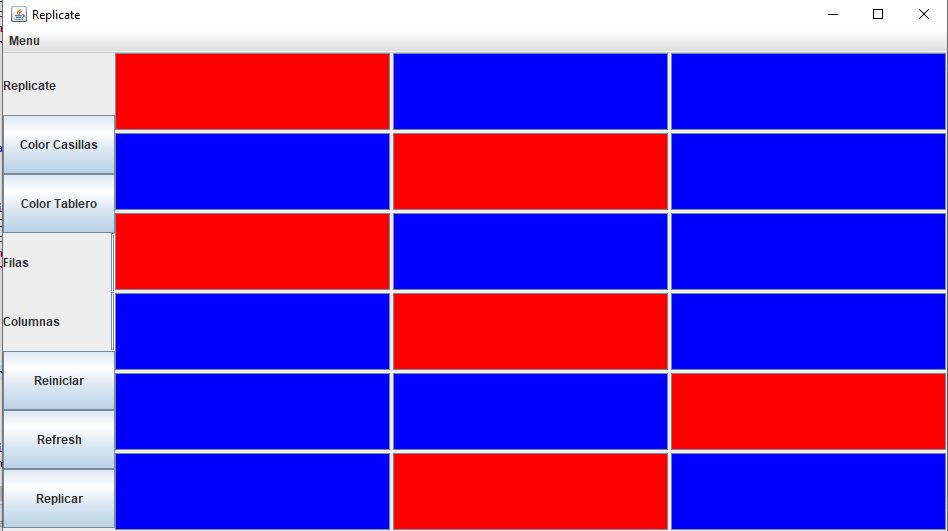 Replicate
Menu
Replicate
Color Casillas
Color Tablero
Filas
Columnas
Reiniciar
Refresh
Replicar